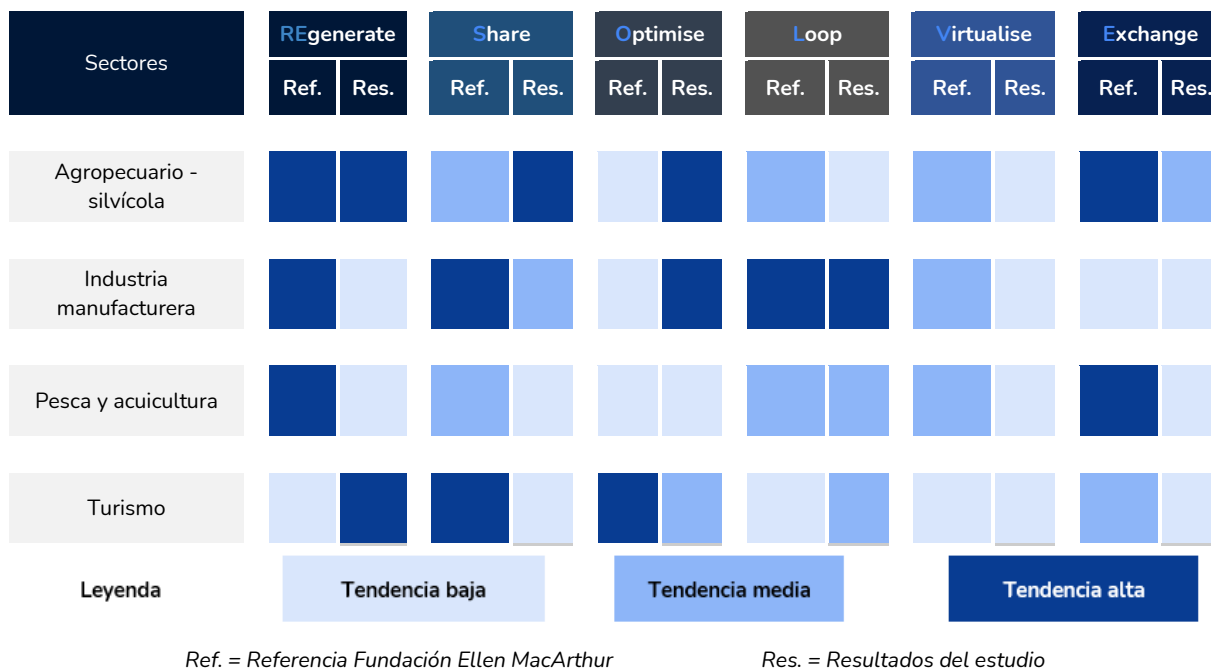 Sectores
REgenerate Share Optimise Loop Virtualise Exchange
Ref. Res. Ref. Res. Ref. Res. Ref. Res. Ref. Res. Ref. Res.
Agropecuario -
silvícola
Industria
manufacturera
Pesca y acuicultura
Turismo
Leyenda Tendencia baja Tendencia media Tendencia alta
Ref. = Referencia Fundación Ellen MacArthur Res. = Resultados del estudio